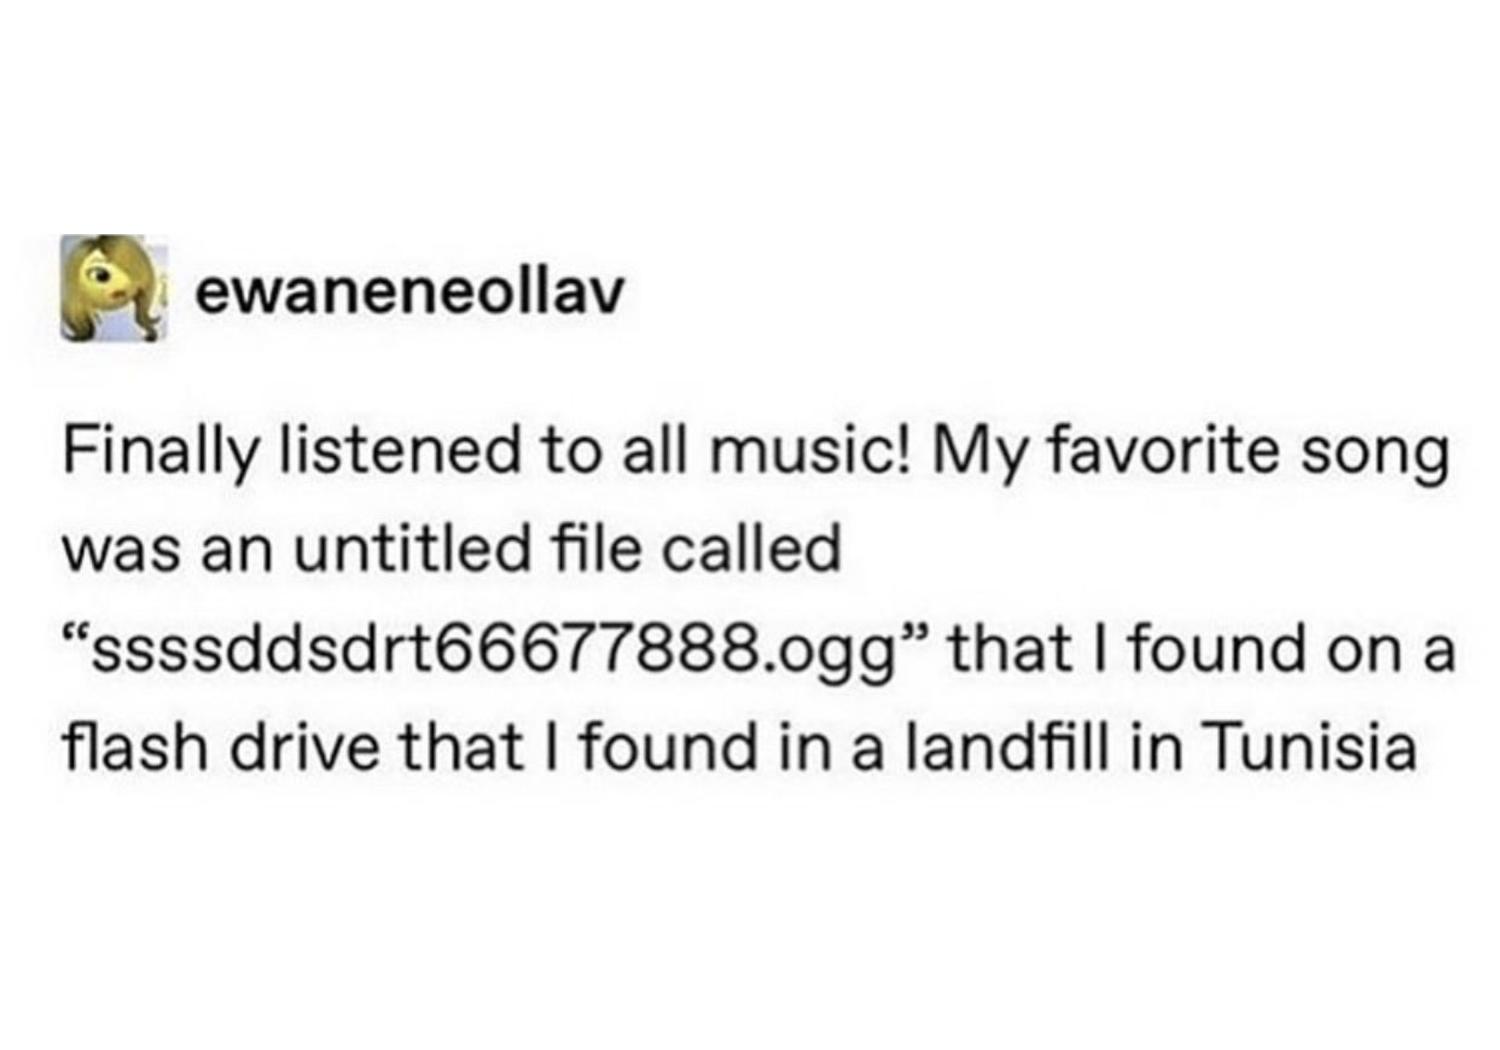 ewaneneollav
Finally listened to all music! My favorite song
was an untitled file called
“ssssddsdrt66677888.ogg” that I found on a
flash drive that I found in a landfill in Tunisia